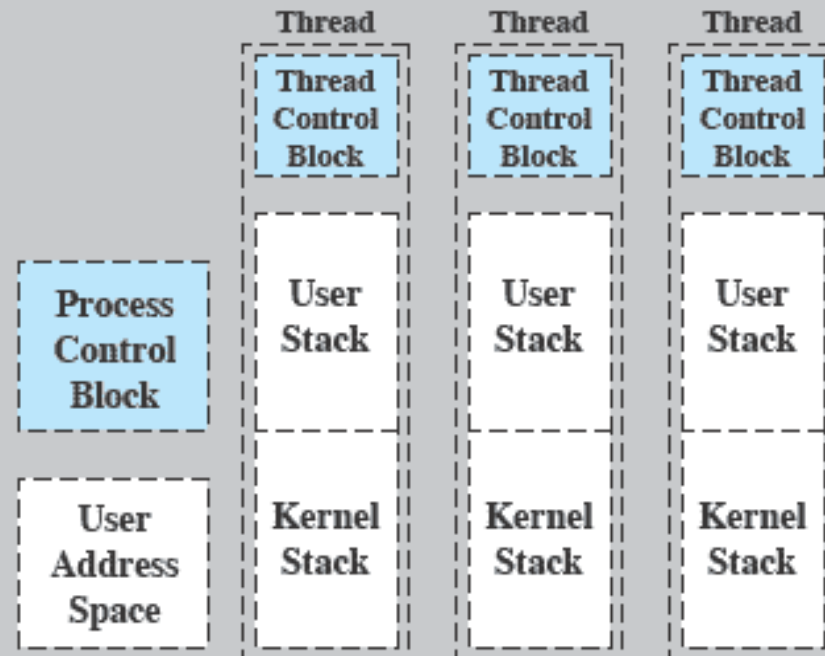 Thread
Thread
Thread
Thread
Control
Block
Thread
Control
Block
Thread
Control
Block
Process
Control
Block
User
Stack
User
Stack
User
Stack
User
Address
Space
Kernel
Stack
Kernel
Stack
Kernel
Stack